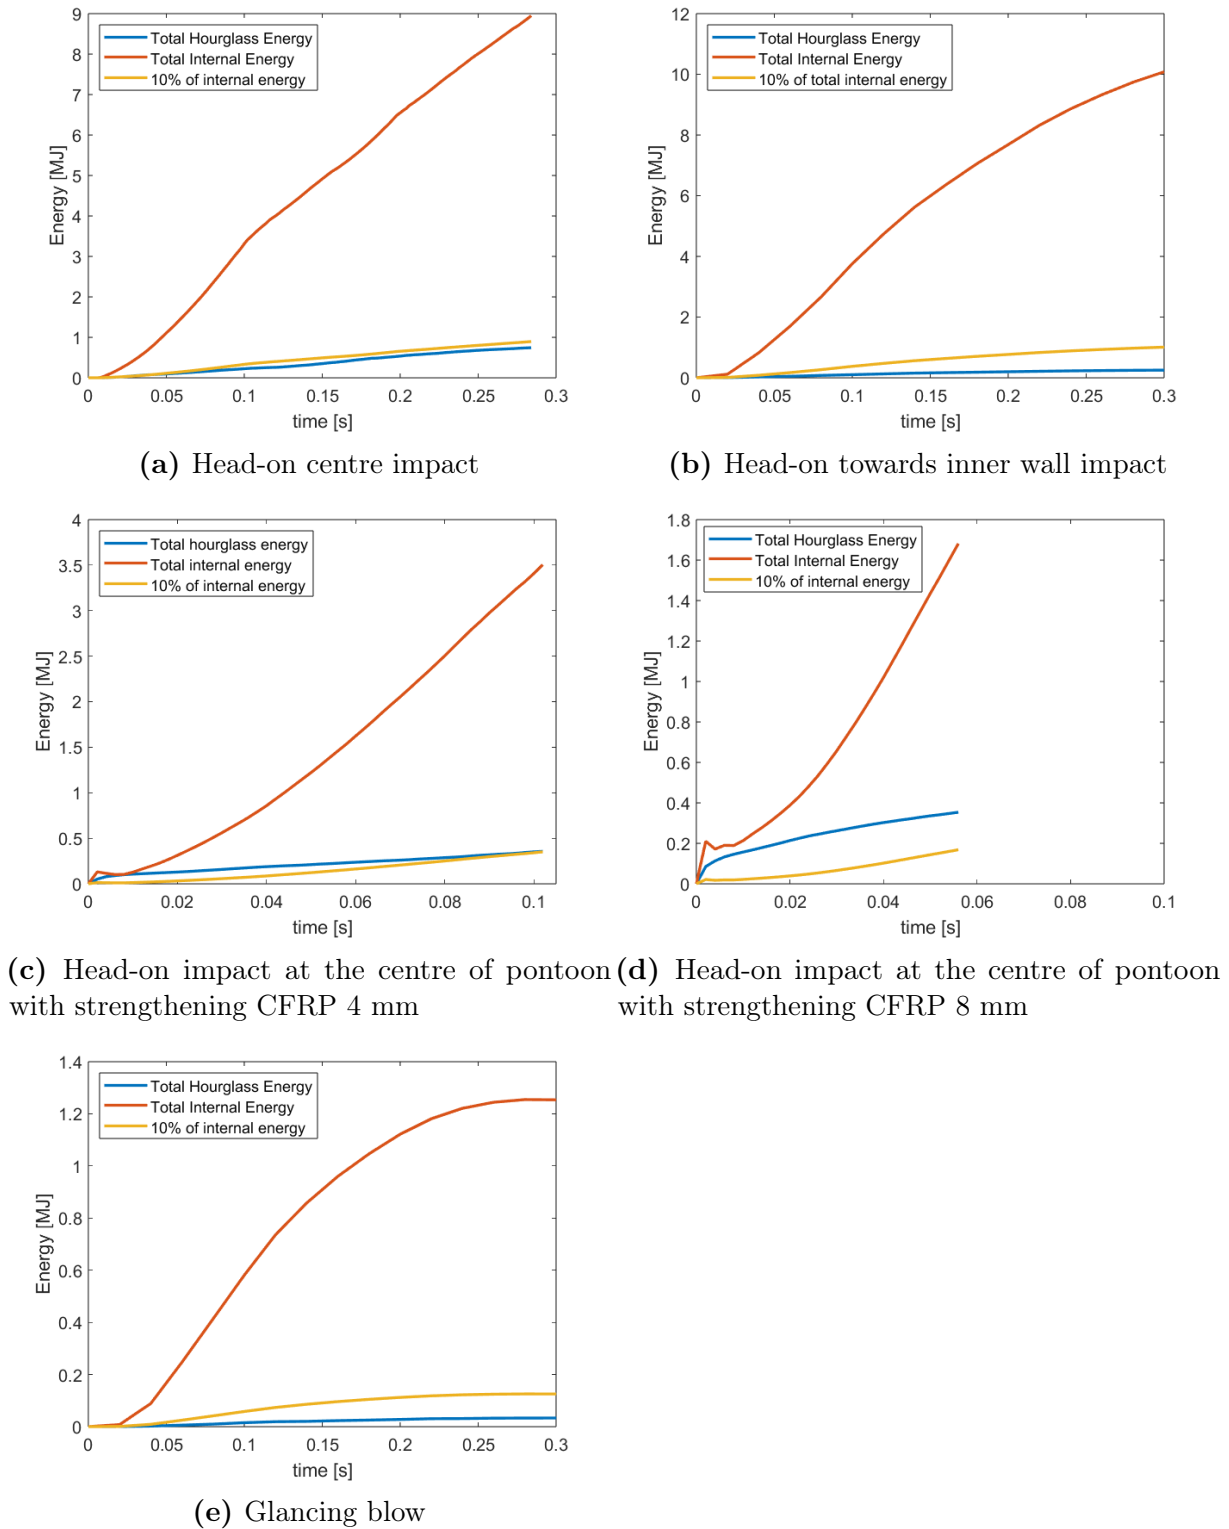 9
8
7
6
5
4
3
2
1
0
Energy [MJ]
Total Hourglass Energy
Total Internal Energy
10% of internal energy
0 0.05 0.1 0.15 0.2 0.25 0.3
time [s]
(a) Head-on centre impact
12
10
8
6
4
2
0
Energy [MJ]
Total Hourglass Energy
Total Internal Energy
10% of total internal energy
0 0.05 0.1 0.15 0.2 0.25 0.3
time [s]
(b) Head-on towards inner wall impact
4
3.5
3
2.5
2
1.5
1
0.5
0
Energy [MJ]
Total hourglass energy
Total internal energy
10% of internal energy
0 0.02 0.04 0.06 0.08 0.1
time [s]
(c) Head-on impact at the centre of pontoon
with strengthening CFRP 4 mm
1.8
1.6
1.4
1.2
1
0.8
0.6
0.4
0.2
0
Energy [MJ]
Total Hourglass Energy
Total Internal Energy
10% of internal energy
0 0.02 0.04 0.06 0.08 0.1
time [s]
(d) Head-on impact at the centre of pontoon
with strengthening CFRP 8 mm
1.4
1.2
1
0.8
0.6
0.4
0.2
0
Energy [MJ]
Total Hourglass Energy
Total Internal Energy
10% of internal energy
0 0.05 0.1 0.15 0.2 0.25 0.3
time [s]
(e) Glancing blow